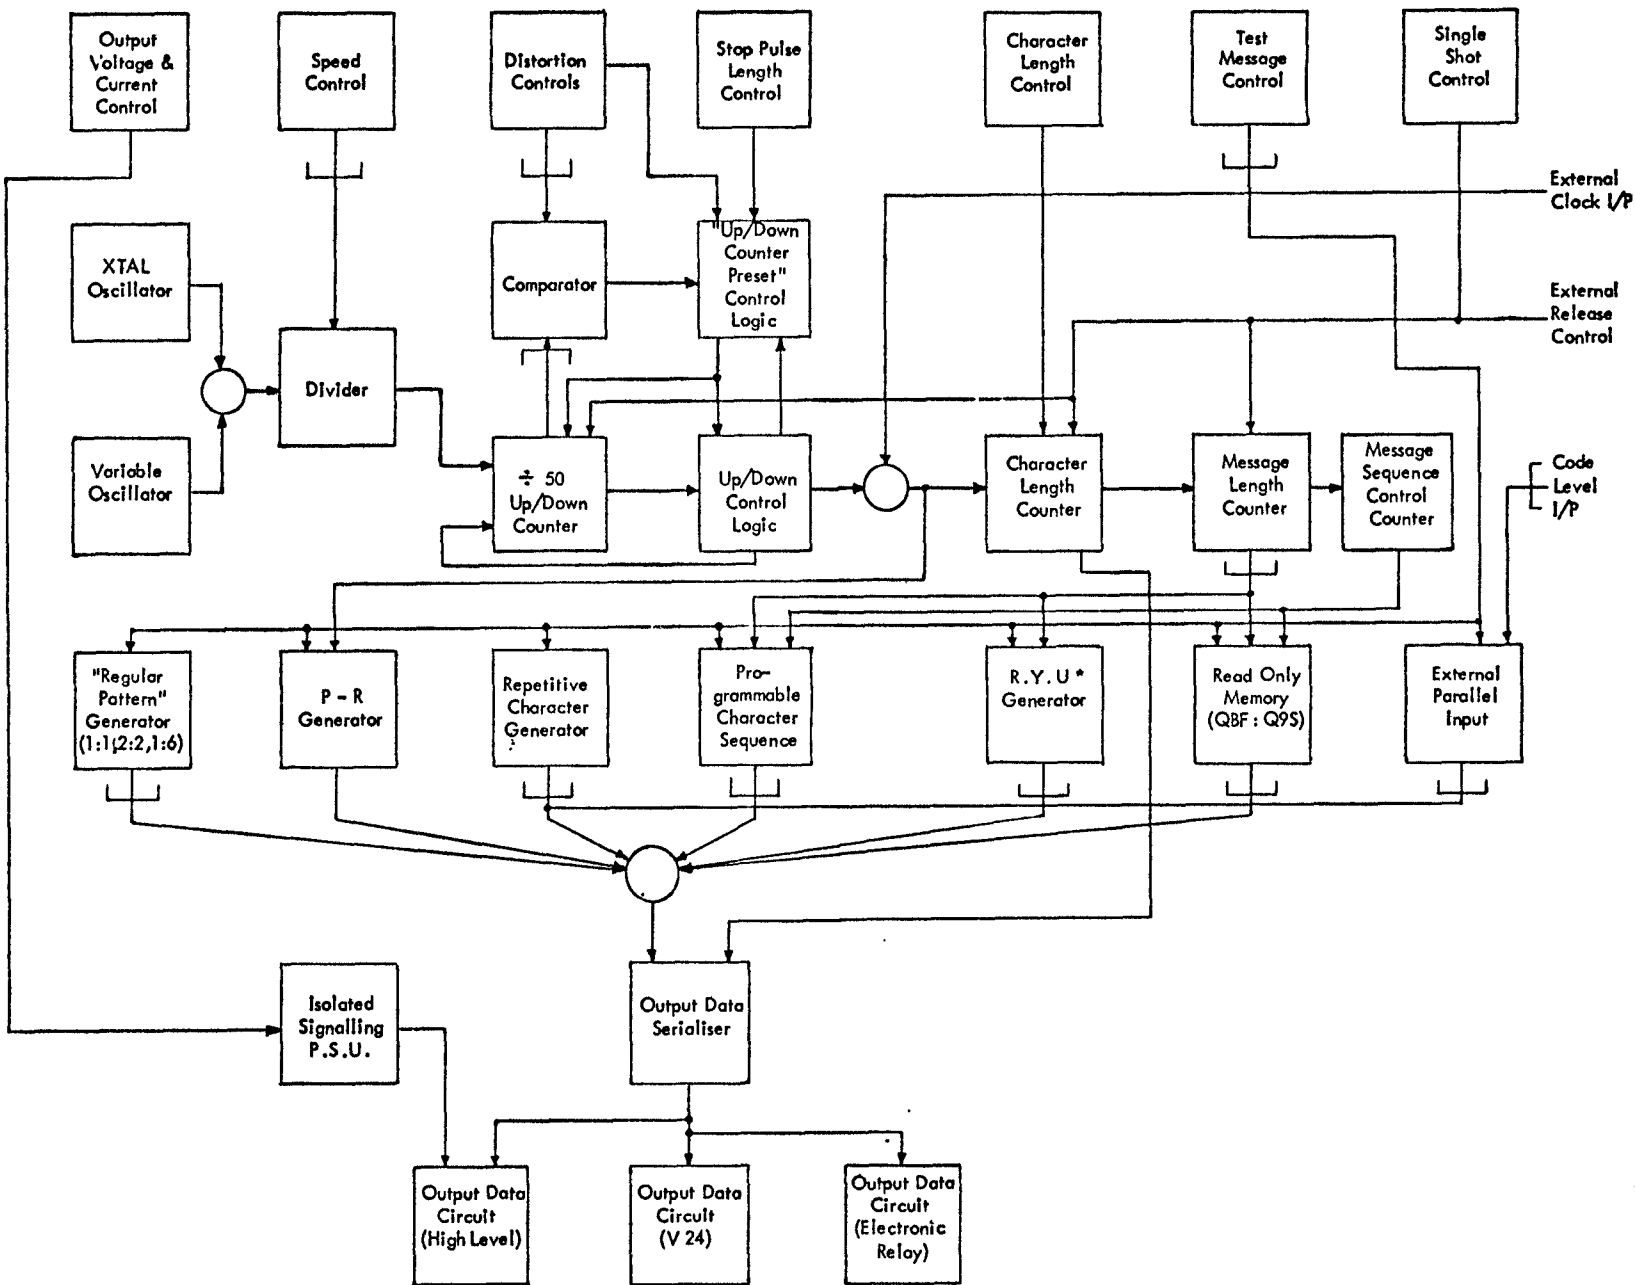 Output
Voltage &
Current
Control
Speed
Control
Distortion
Controls
Stop Pulse
Length
Control
Character
Length
Control
Test
Message
Control
Single
Shot
Control
External
Clock I/P
XTAL
Oscillator
Comparator
"Up/Down
Counter
Preset"
Control
Logic
External
Release
Control
Divider
Variable
Oscillator
÷ 50
Up/Down
Counter
Up/Down
Control
Logic
Character
Length
Counter
Message
Length
Counter
Message
Sequence
Control
Counter
Code
Level
I/P
"Regular
Pattern"
Generator
(1:1,2:2,1:6)
P - R
Generator
Repetitive
Character
Generator
Pro-
grammable
Character
Sequence
R.Y.U *
Generator
Read Only
Memory
(QBF : Q9S)
External
Parallel
Input
Isolated
Signalling
P.S.U.
Output Data
Serialiser
Output Data
Circuit
(High Level)
Output Data
Circuit
(V 24)
Output Data
Circuit
(Electronic
Relay)